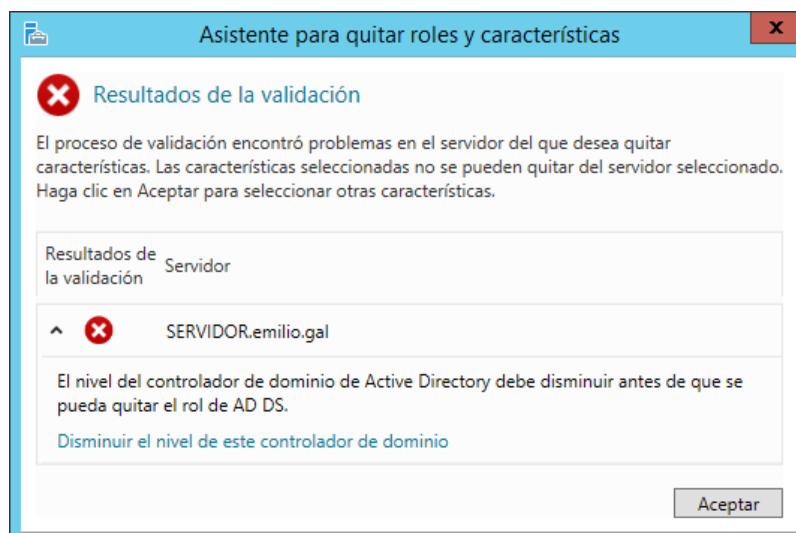 Asistente para quitar roles y características
x
Resultados de la validación
El proceso de validación encontró problemas en el servidor del que desea quitar
características. Las características seleccionadas no se pueden quitar del servidor seleccionado.
Haga clic en Aceptar para seleccionar otras características.
Resultados de
la validación
Servidor
SERVIDOR.emilio.gal
El nivel del controlador de dominio de Active Directory debe disminuir antes de que se
pueda quitar el rol de AD DS.
Disminuir el nivel de este controlador de dominio
Aceptar